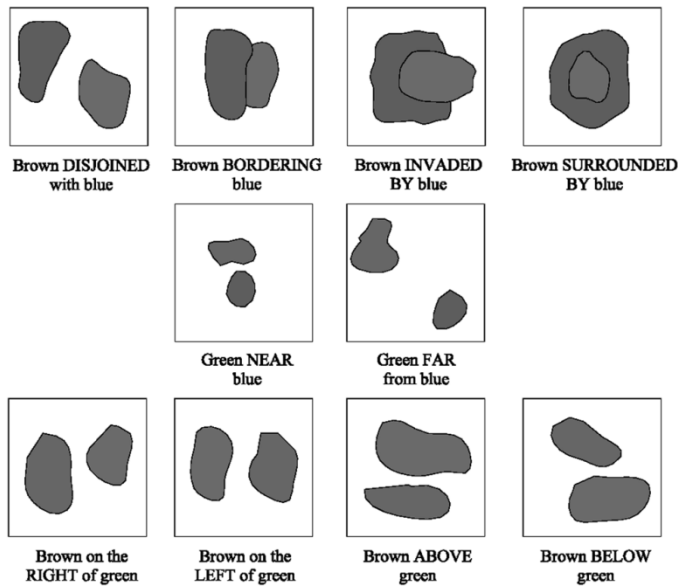 Brown DISJOINED
with blue
Brown BORDERING
blue
Brown INVADED
BY blue
Brown SURROUNDED
BY blue
Green NEAR
blue
Green FAR
from blue
Brown on the
RIGHT of green
Brown on the
LEFT of green
Brown ABOVE
green
Brown BELOW
green